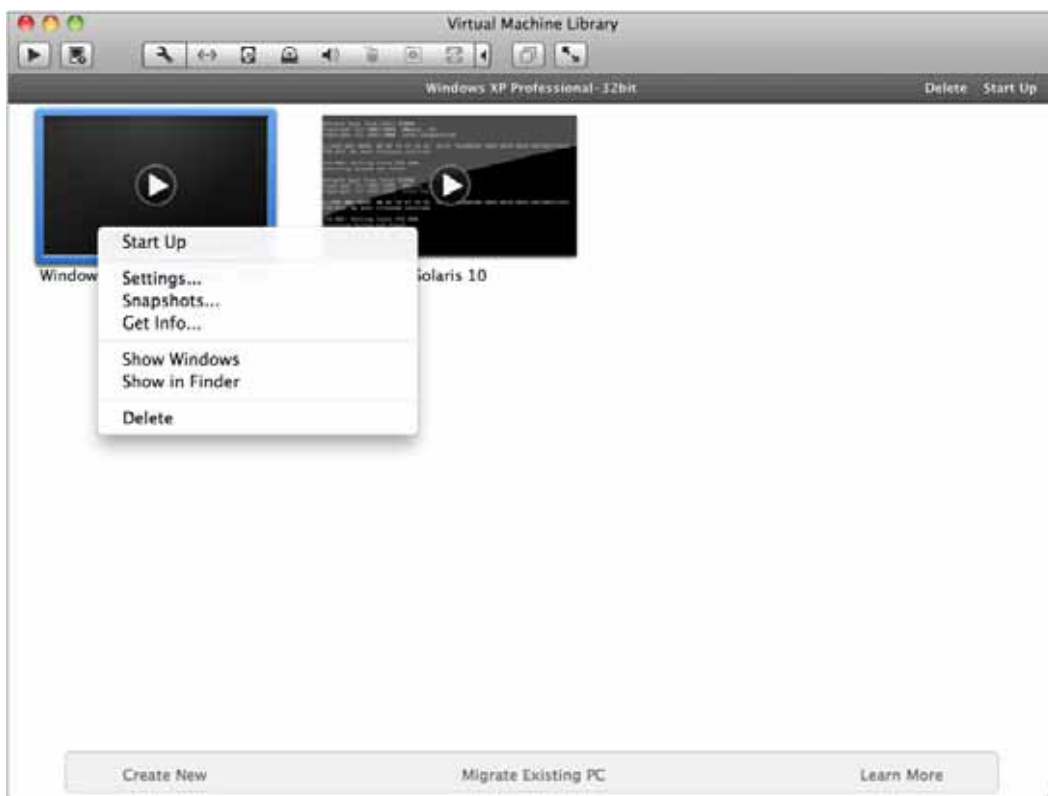 Virtual Machine Library
Windows XP Professional-32bit Delete Start Up
Window
Solaris 10
Start Up
Settings...
Snapshots...
Get Info...
Show Windows
Show in Finder
Delete
Create New Migrate Existing PC Learn More